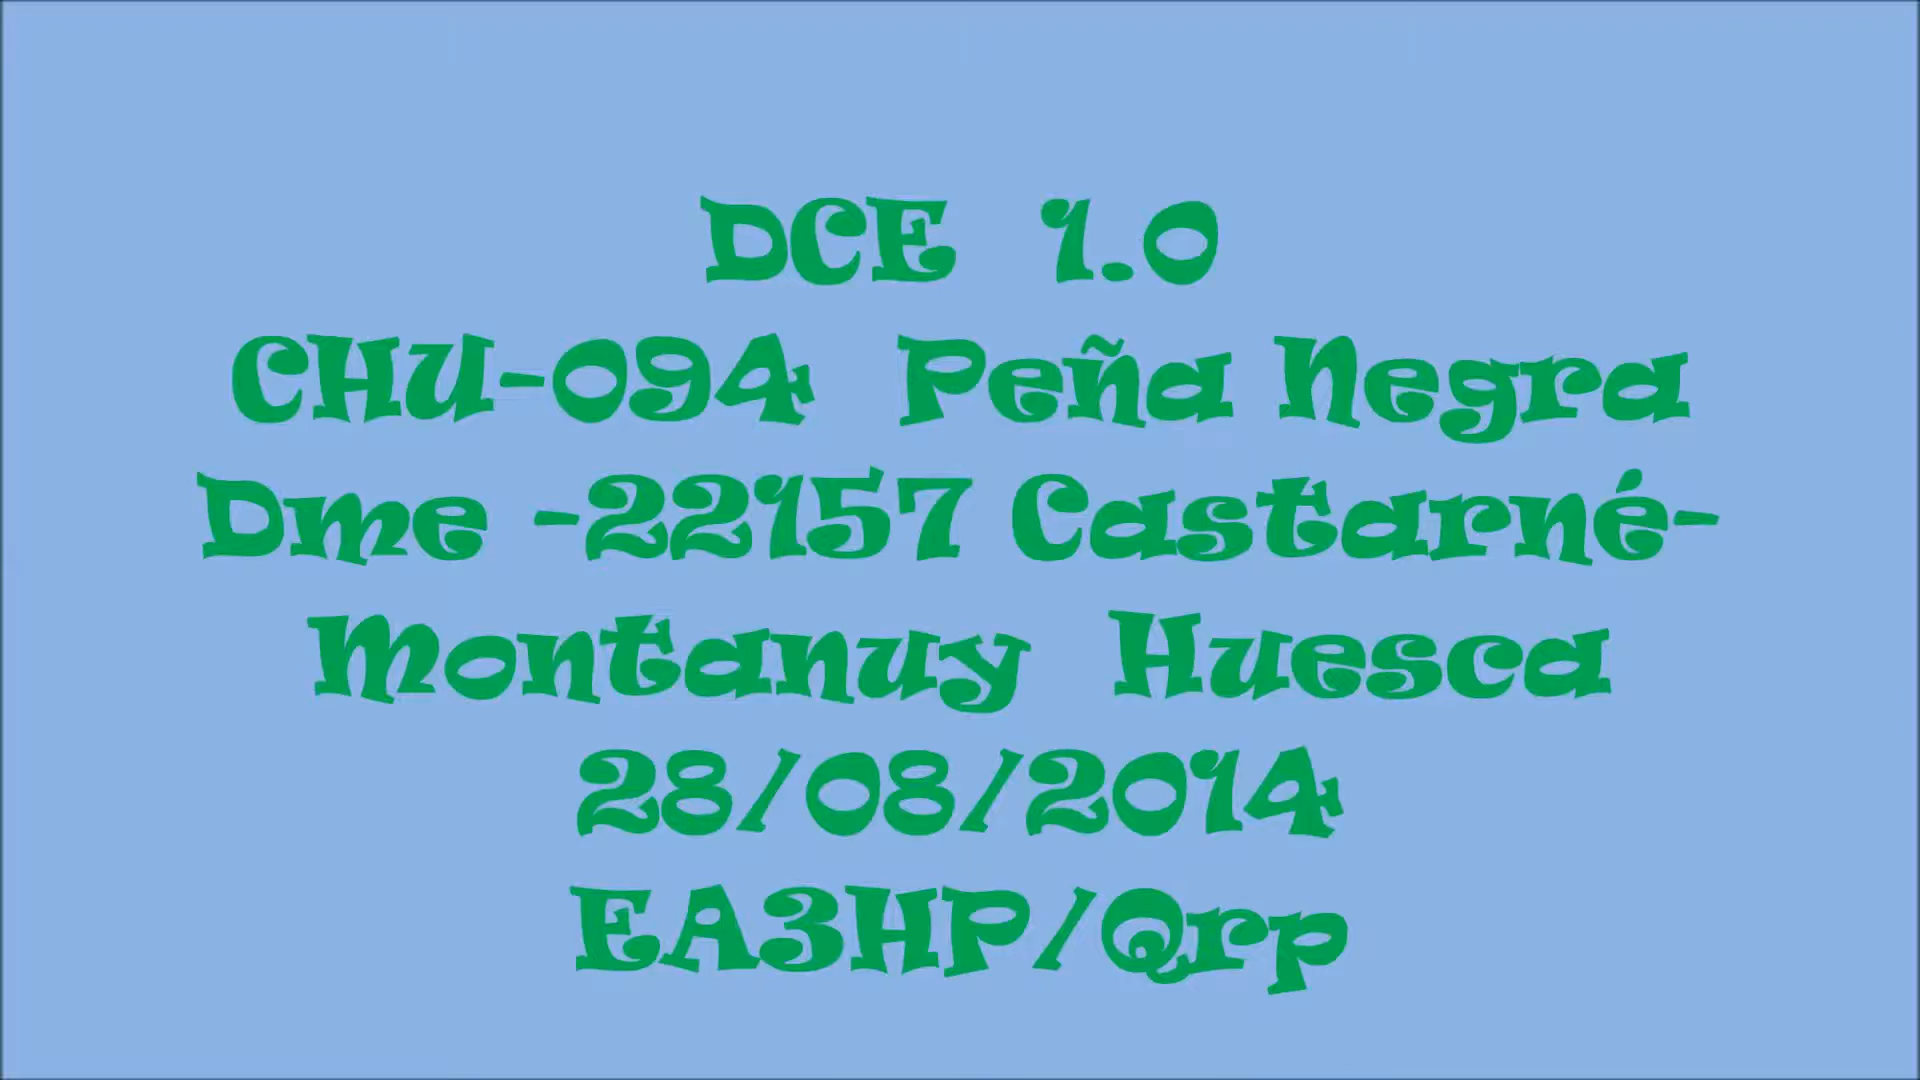 DCE 1.0
CHU-094 Peña Negra
Dme -22157 Castarné-
Montanuy Huesca
28/08/2014
EA3HP/Qrp